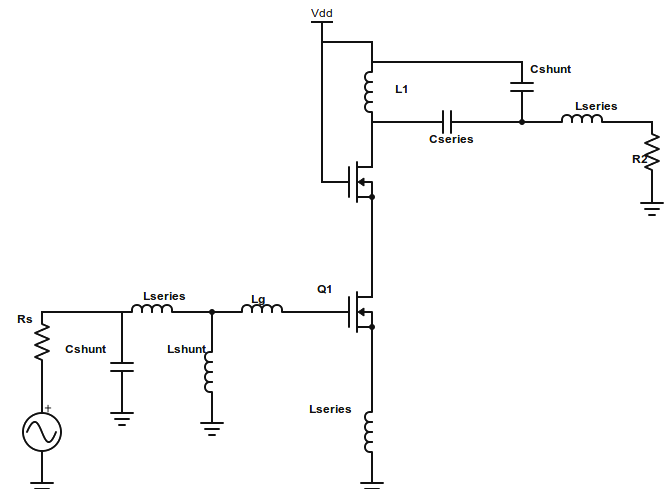 Vdd
Cshunt
L1
Lseries
Cseries
R2
Lseries
Lg
Q1
Rs
Cshunt
Lshunt
+
Lseries